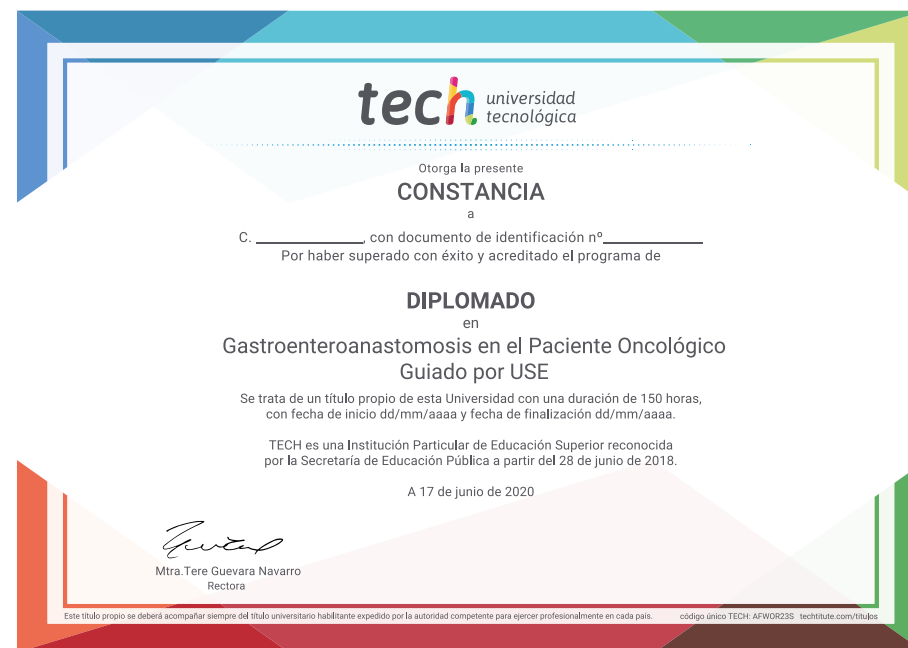 tech universidad
tecnológica
Otorga la presente
CONSTANCIA
a
C. ______________, con documento de identificación nº_____________
Por haber superado con éxito y acreditado el programa de
DIPLOMADO
en
Gastroenteroanastomosis en el Paciente Oncológico
Guiado por USE
Se trata de un título propio de esta Universidad con una duración de 150 horas,
con fecha de inicio dd/mm/aaaa y fecha de finalización dd/mm/aaaa.
TECH es una Institución Particular de Educación Superior reconocida
por la Secretaría de Educación Pública a partir del 28 de junio de 2018.
A 17 de junio de 2020
Mtra.Tere Guevara Navarro
Rectora
Este título propio se deberá acompañar siempre del título universitario habilitante expedido por la autoridad competente para ejercer profesionalmente en cada país. código único TECH: AFWOR23S techtitute.com/titulos